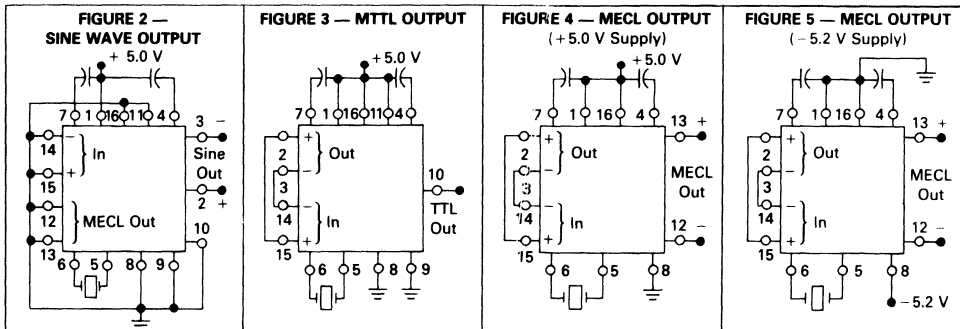 FIGURE 2 —
SINE WAVE OUTPUT
+ 5.0 V
7 1 16 11 4
3 -
14
- In
Sine
Out
+
15
2 +
12
MECL Out
10
13
6 5 8 9
FIGURE 3 — MTTL OUTPUT
+5.0 V
7 1 16 11 4
+
2
Out
-
3
10
-
14
In
TTL
Out
+
15
6 5 8 9
FIGURE 4 — MECL OUTPUT
(+5.0 V Supply)
+5.0 V
7 1 16 4
13 +
+
2
Out
-
3
MECL
Out
-
14
In
+
12 -
15
6 5 8
FIGURE 5 — MECL OUTPUT
(-5.2 V Supply)
7 1 16 4
13 +
+
2
Out
-
3
MECL
Out
-
14
In
+
12 -
15
6 5 8
-5.2 V